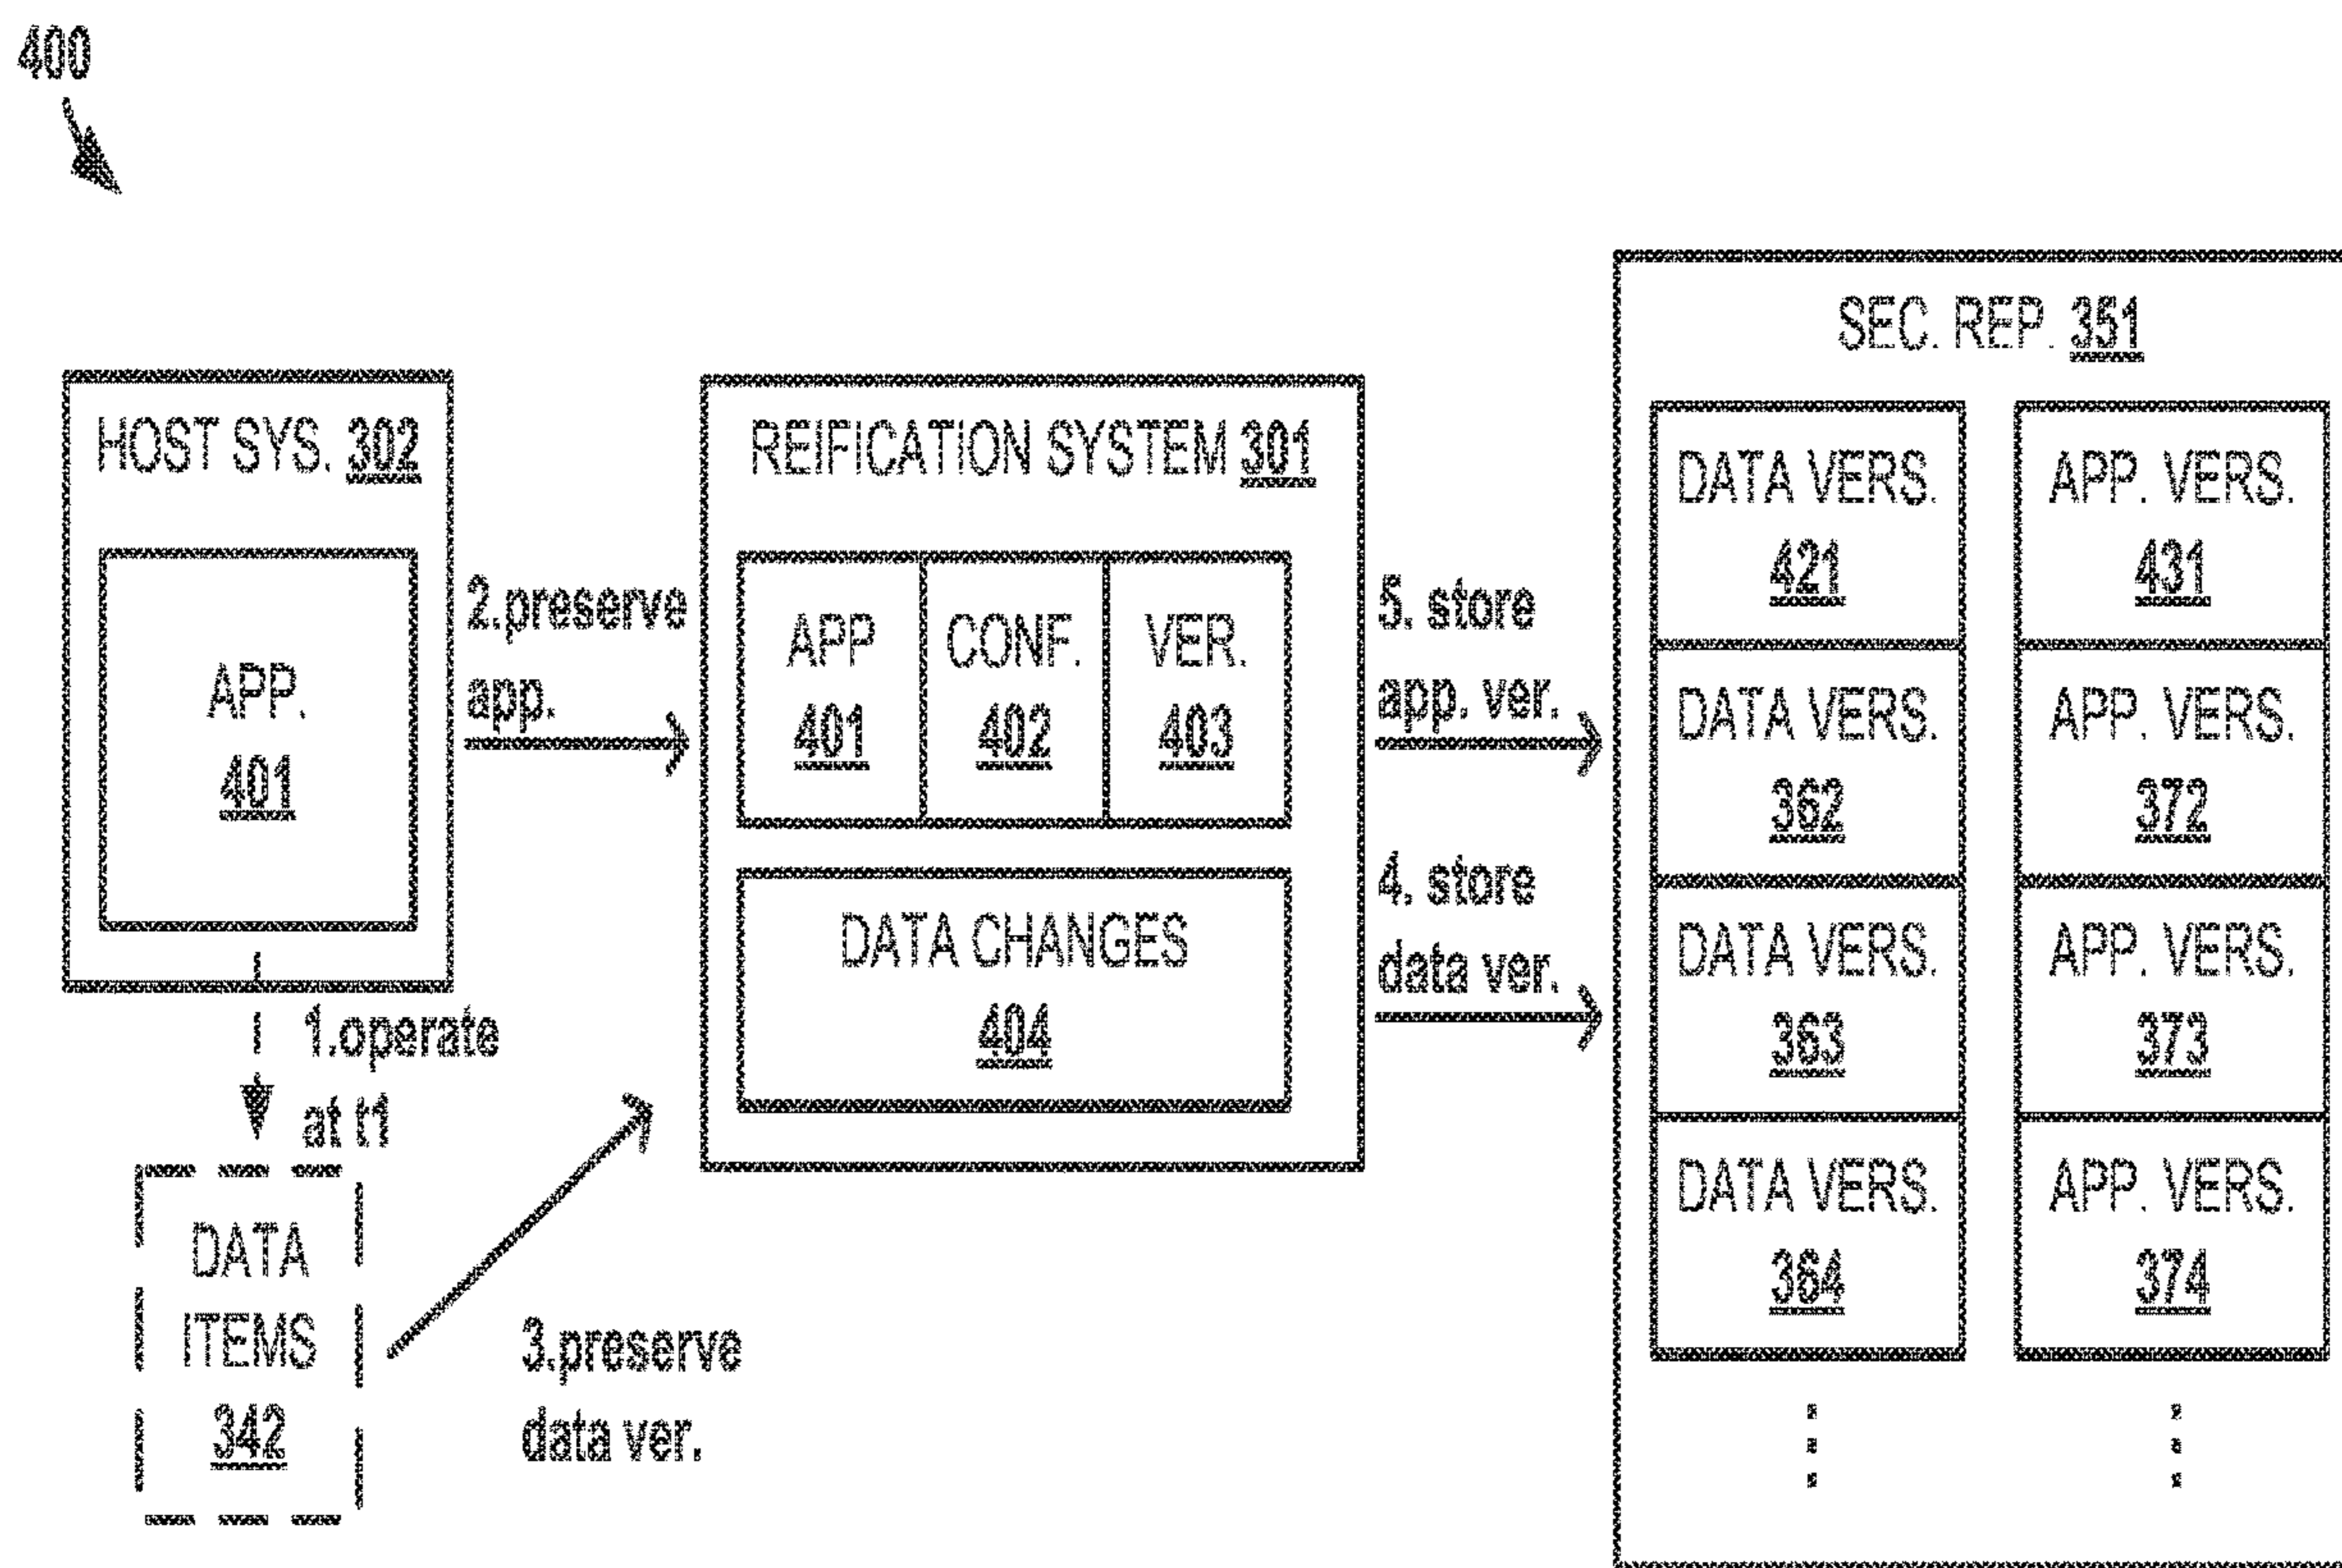 400
HOST SYS. 302
APP.
401
1.operate
at t1
DATA
ITEMS
342
2.preserve
app.
3.preserve
data ver.
REIFICATION SYSTEM 301
APP
401
CONF.
402
VER.
403
DATA CHANGES
404
5. store
app. ver.
4. store
data ver.
SEC. REP. 351
DATA VERS.
421
APP. VERS.
431
DATA VERS.
362
APP. VERS.
372
DATA VERS.
363
APP. VERS.
373
DATA VERS.
364
APP. VERS.
374